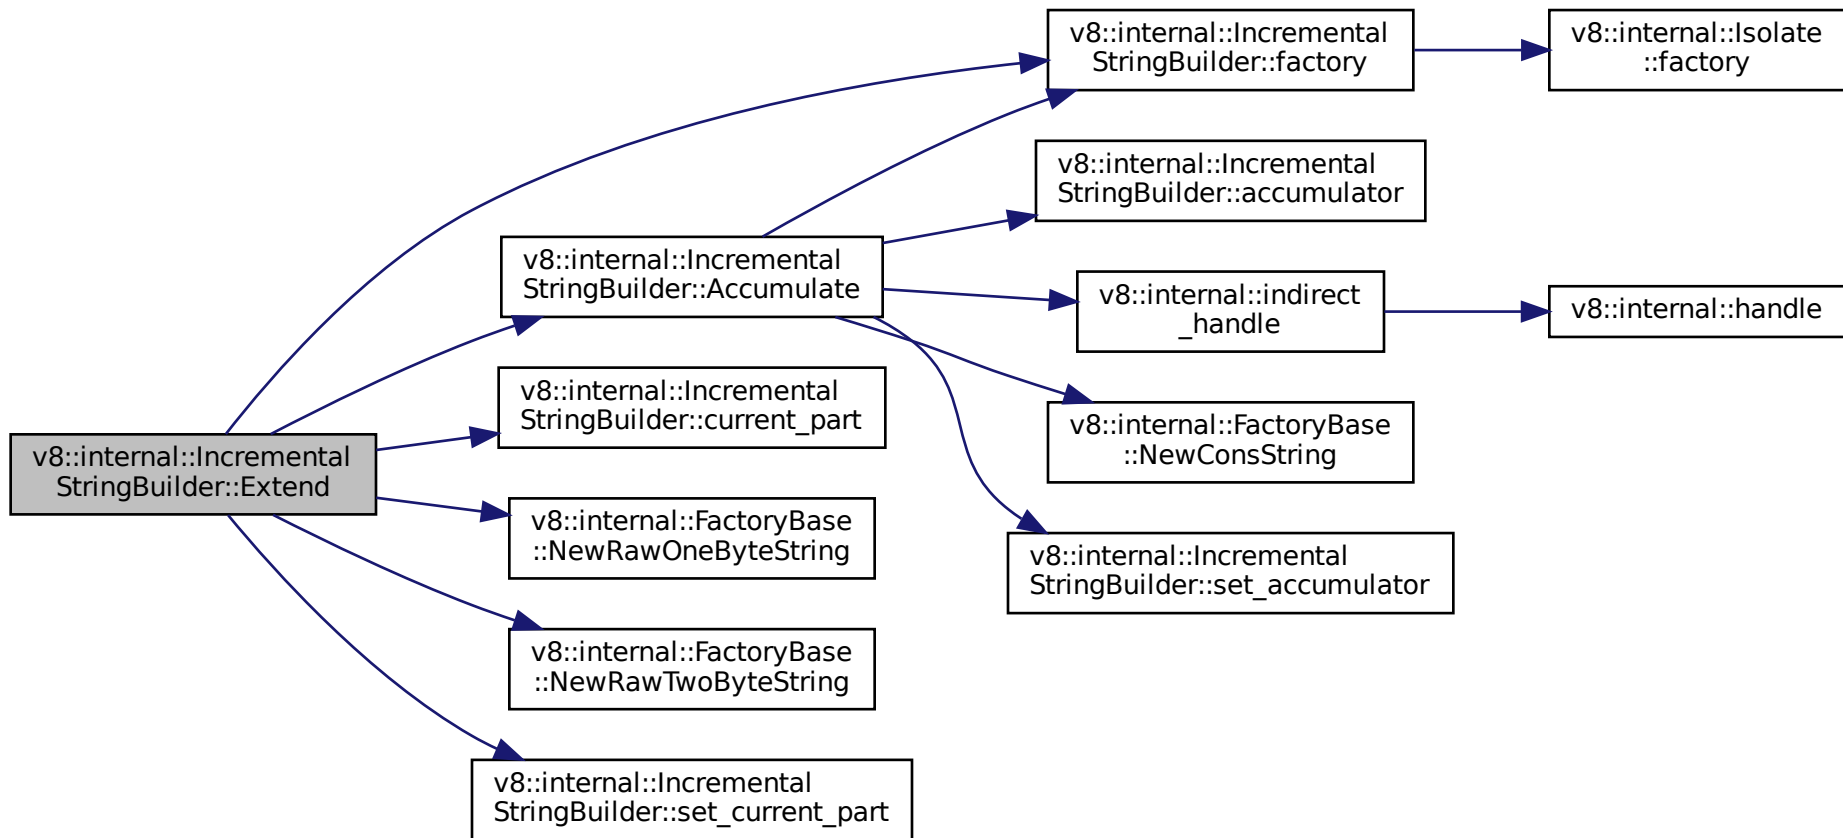 v8::internal::Incremental
StringBuilder::Extend
v8::internal::Incremental
StringBuilder::factory
v8::internal::Isolate
::factory
v8::internal::Incremental
StringBuilder::Accumulate
v8::internal::Incremental
StringBuilder::accumulator
v8::internal::indirect
_handle
v8::internal::handle
v8::internal::FactoryBase
::NewConsString
v8::internal::Incremental
StringBuilder::set_accumulator
v8::internal::Incremental
StringBuilder::current_part
v8::internal::FactoryBase
::NewRawOneByteString
v8::internal::FactoryBase
::NewRawTwoByteString
v8::internal::Incremental
StringBuilder::set_current_part